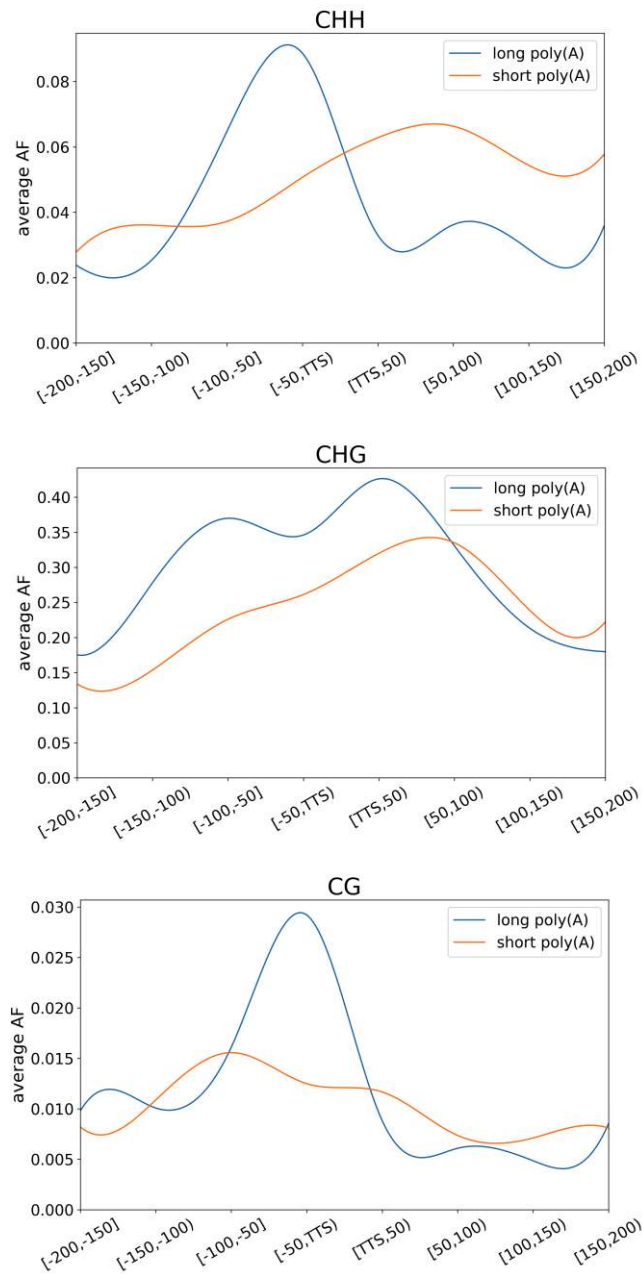 CHH
long poly(A)
short poly(A)
average AF
0.08
0.06
0.04
0.02
0.00
[-200,-150]
[-150,-100)
[-100,-50]
[-50,TTS)
[TTS,50)
[50,100)
[100,150)
[150,200)
CHG
long poly(A)
short poly(A)
average AF
0.40
0.35
0.30
0.25
0.20
0.15
0.10
0.05
0.00
[-200,-150]
[-150,-100)
[-100,-50]
[-50,TTS)
[TTS,50)
[50,100)
[100,150)
[150,200)
CG
long poly(A)
short poly(A)
average AF
0.030
0.025
0.020
0.015
0.010
0.005
0.000
[-200,-150]
[-150,-100)
[-100,-50]
[-50,TTS)
[TTS,50)
[50,100)
[100,150)
[150,200)